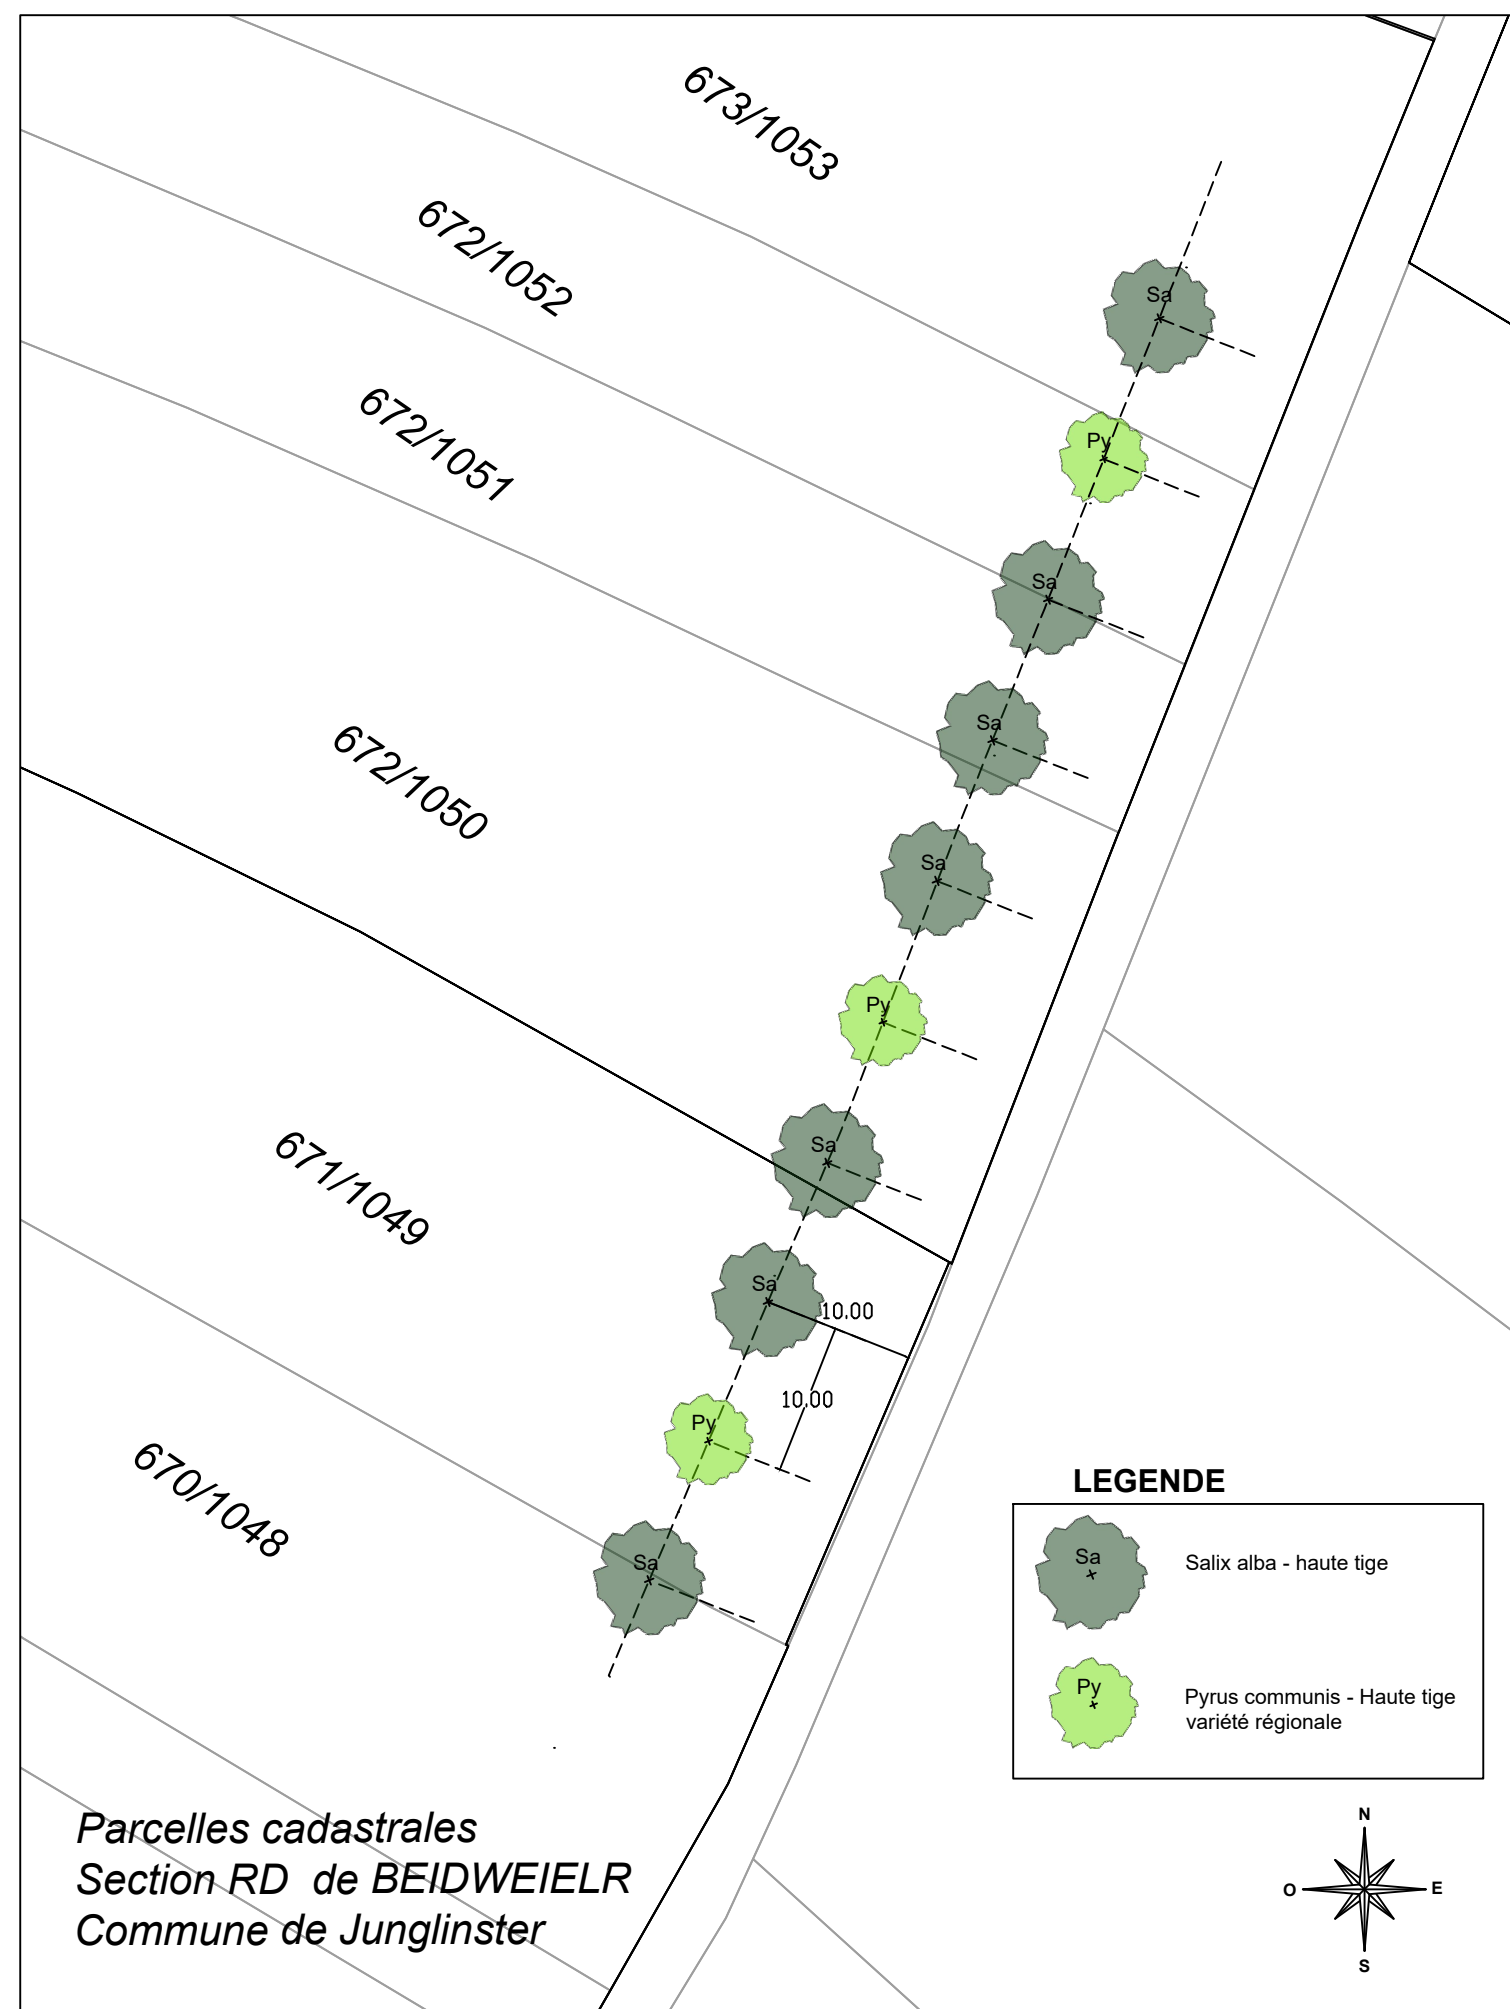 673/1053
672/1052
Sa
672/1051
Py
Sa
Sa
672/1050
Sa
Py
671/1049
Sa
Sa
10.00
10.00
Py
670/1048
Sa
LEGENDE
Sa
Salix alba - haute tige
Py
Pyrus communis - Haute tige
variété régionale
Parcelles cadastrales
Section RD de BEIDWEIELR
Commune de Junglinster
N
O
E
S